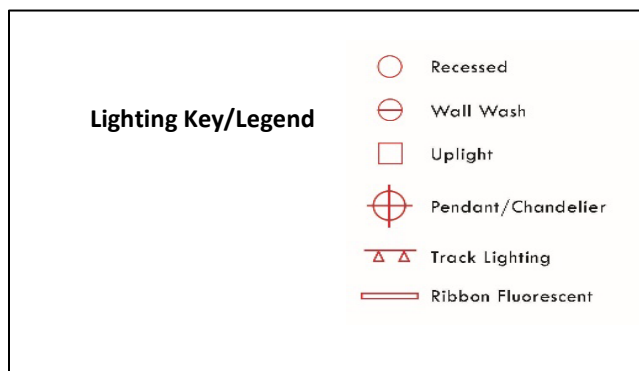 Lighting Key/Legend
Recessed
Wall Wash
Uplight
Pendant/Chandelier
Track Lighting
Ribbon Fluorescent